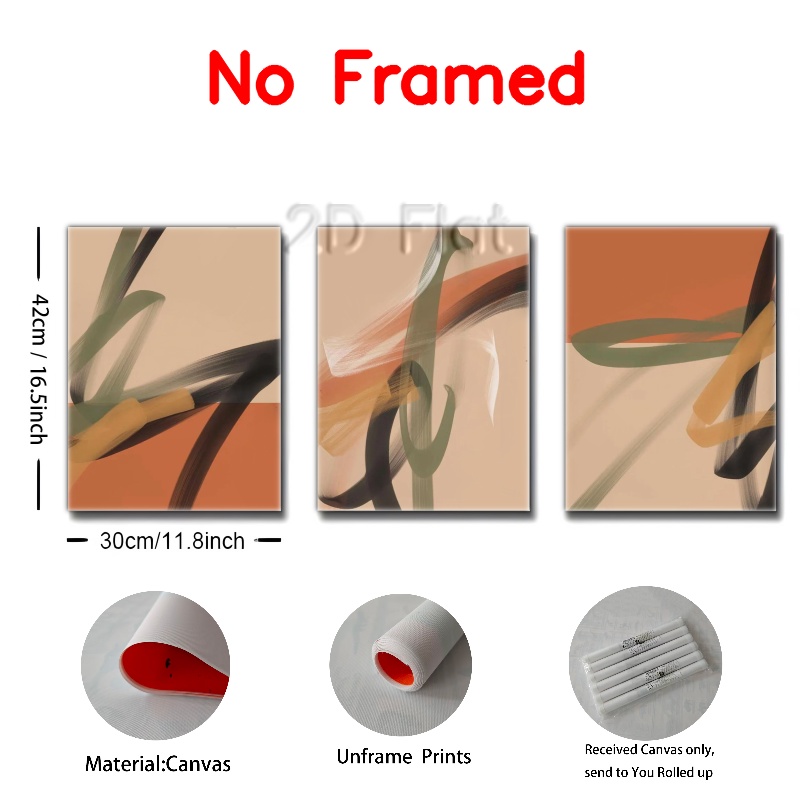 No Framed
2D Flat
42cm / 16.5inch
30cm/11.8inch
Material:Canvas
Unframe Prints
Received Canvas only,
send to You Rolled up